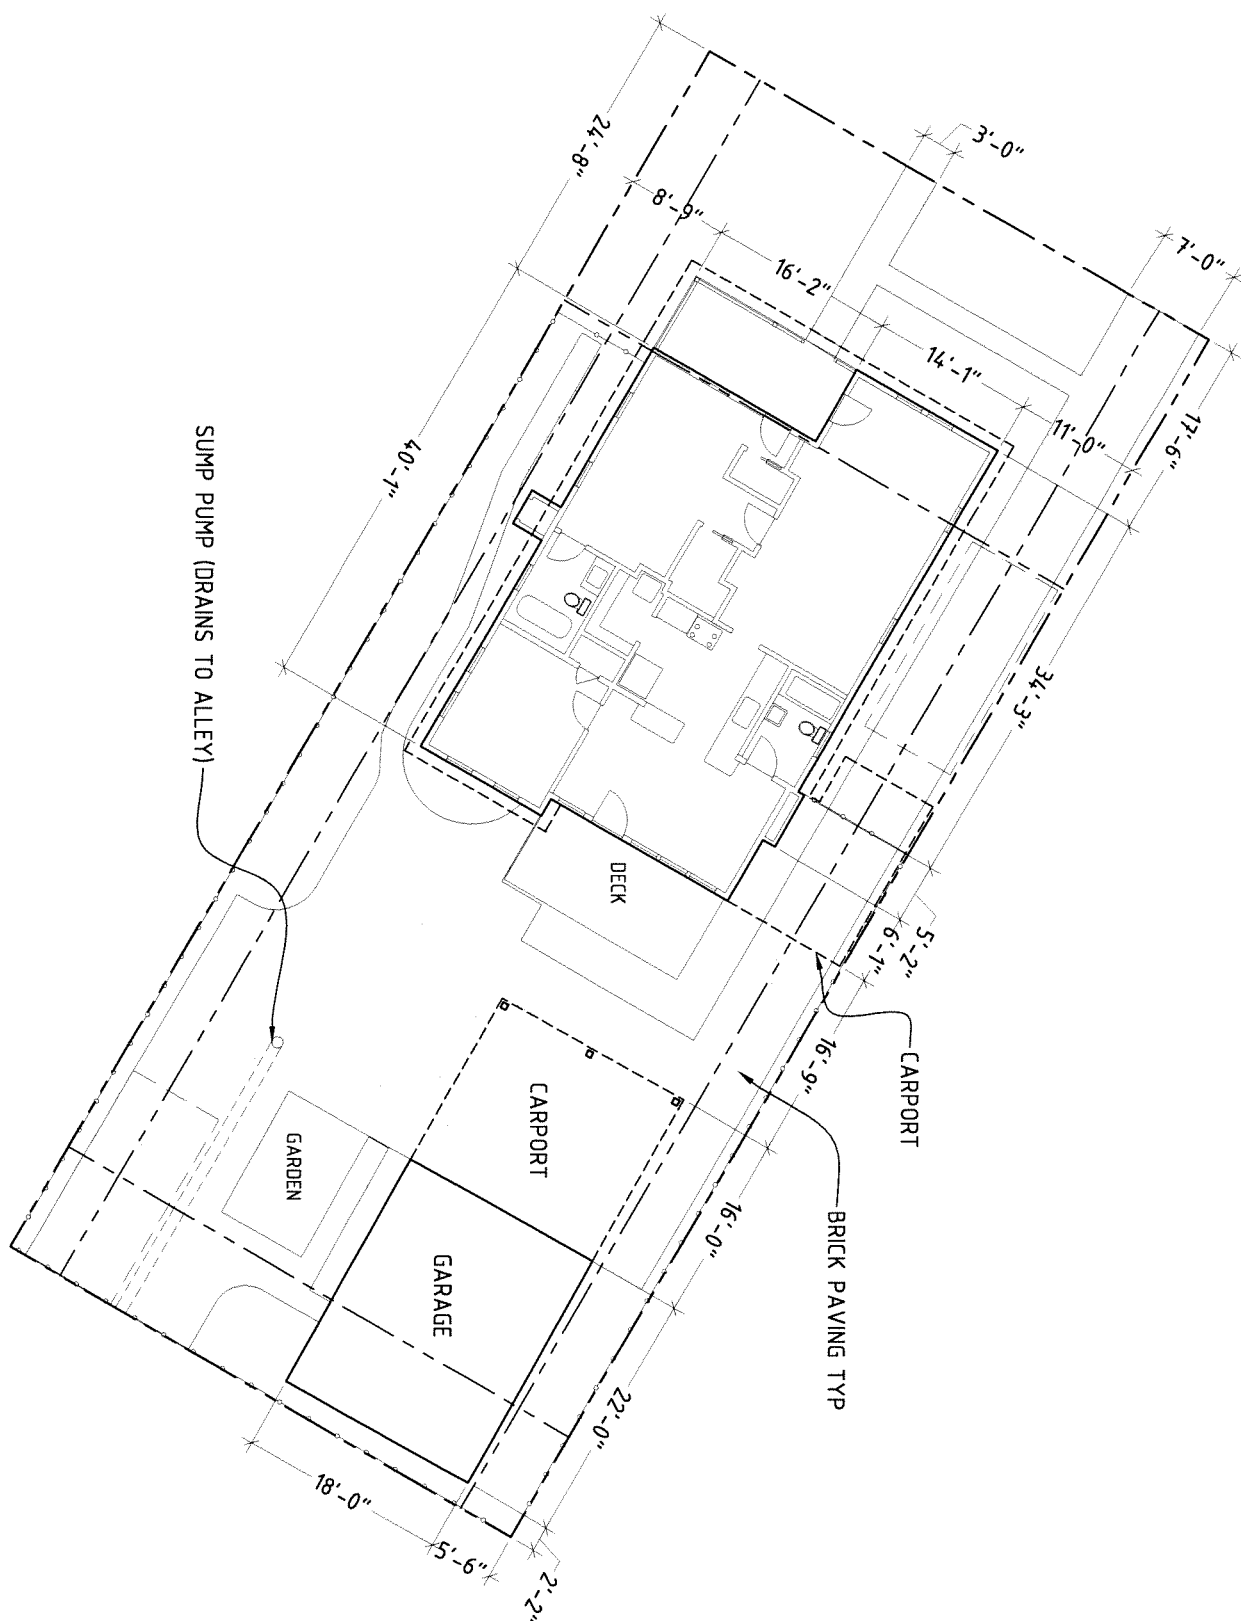 24'-8"
3'-0"
7'-0"
8'-9"
16'-2"
14'-1"
11'-0"
17'-6"
40'-1"
34'-3"
SUMP PUMP (DRAINS TO ALLEY)
DECK
5'-2"
6'-1"
CARPORT
16'-9"
BRICK PAVING TYP
CARPORT
GARDEN
16'-0"
GARAGE
22'-0"
18'-0"
5'-6"
2'-2"